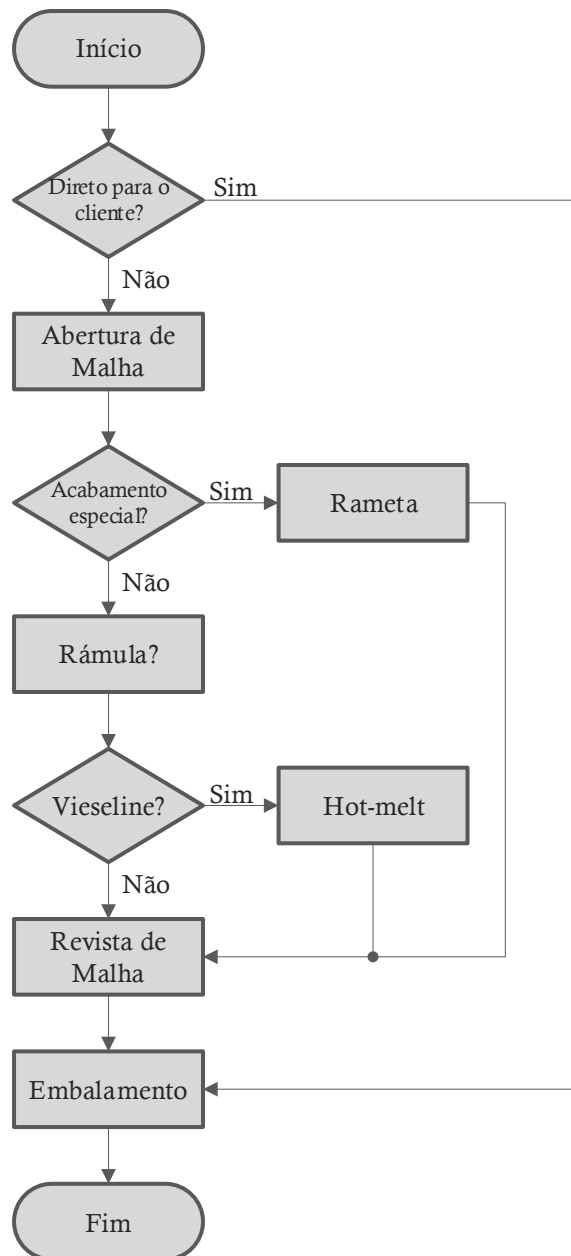 Início
Direto para o
cliente?
Sim
Não
Abertura de
Malha
Acabamento
especial?
Sim
Rameta
Não
Rámula?
Vieseline?
Sim
Hot-melt
Não
Revista de
Malha
Embalamento
Fim